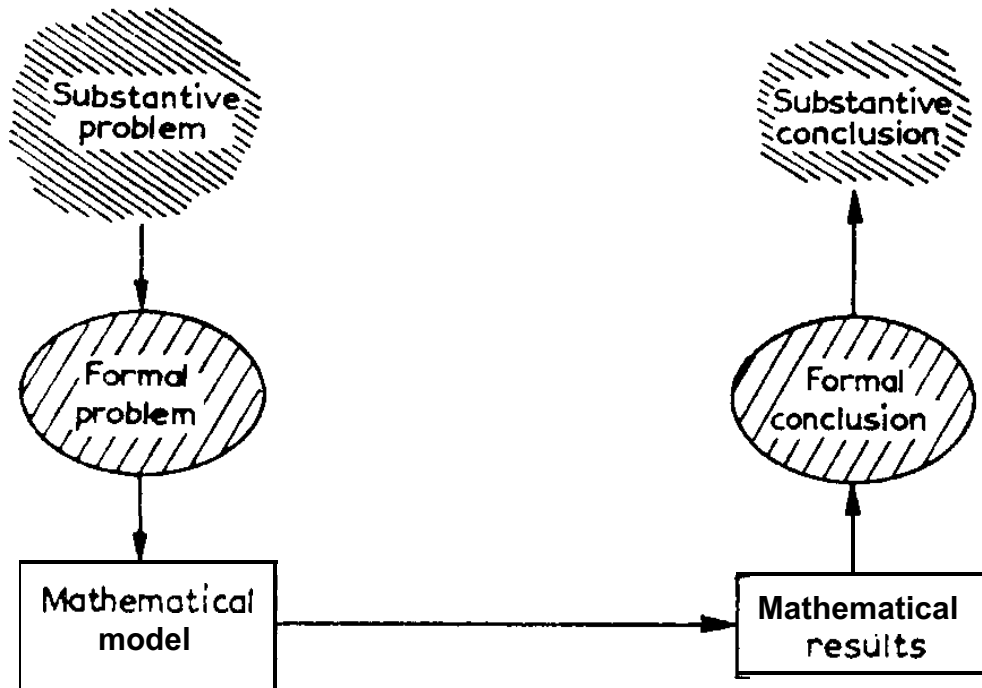 Substantive
problem
Formal
problem
Mathematical
model
Substantive
conclusion
Formal
conclusion
Mathematical
results